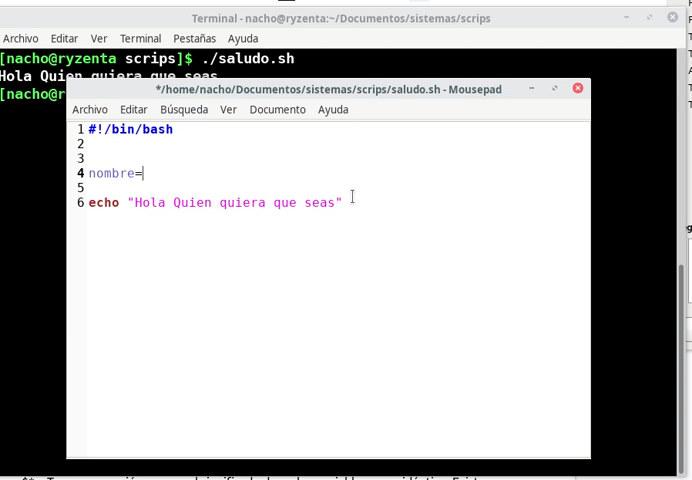 Terminal - nacho@ryzenta:~/Documentos/sistemas/scrips
Archivo Editar Ver Terminal Pestañas Ayuda
[nacho@ryzenta scrips]$ ./saludo.sh
Hola Quien quiera que seas
[nacho@r
*/home/nacho/Documentos/sistemas/scrips/saludo.sh - Mousepad
Archivo Editar Búsqueda Ver Documento Ayuda
1 #!/bin/bash
2
3
4 nombre=
5
6 echo "Hola Quien quiera que seas"